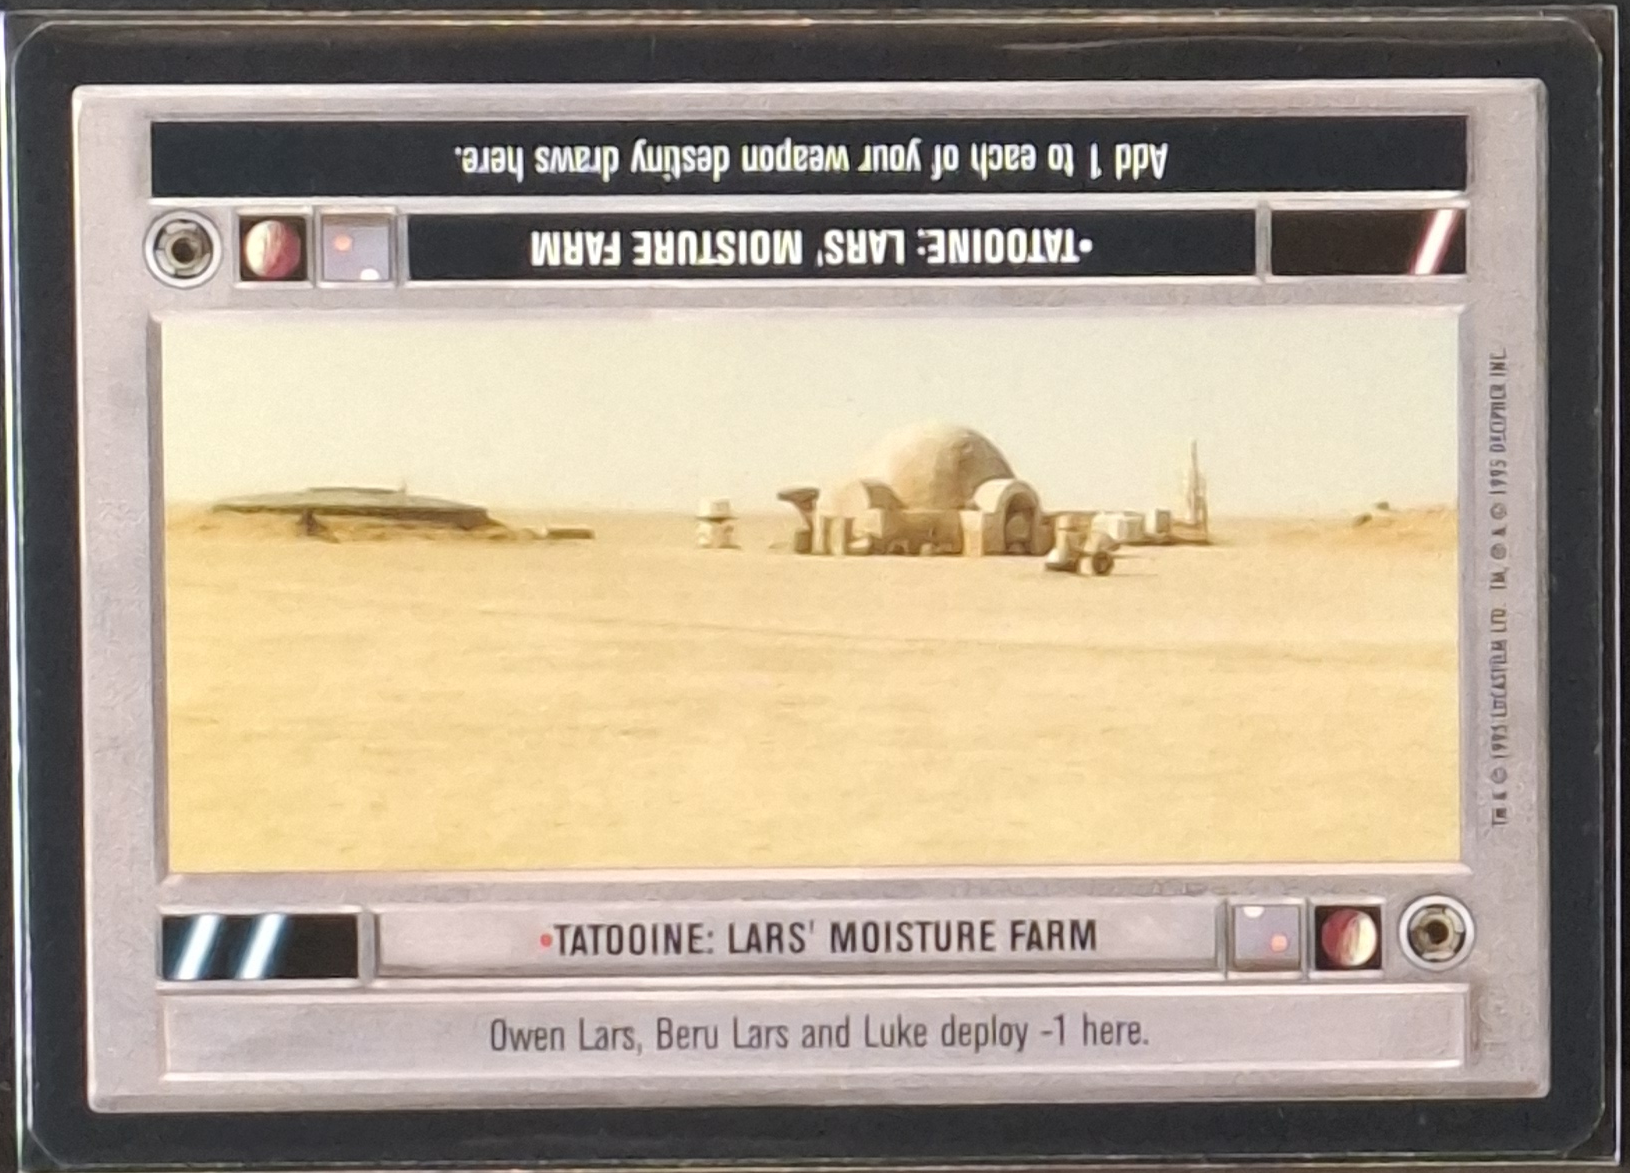 Add 1 to each of your weapon destiny draws here.
•TATOOINE: LARS' MOISTURE FARM
TM & © 1995 LUCASFILM LTD. TM, ® & © 1995 DECIPHER INC.
•TATOOINE: LARS' MOISTURE FARM
Owen Lars, Beru Lars and Luke deploy -1 here.